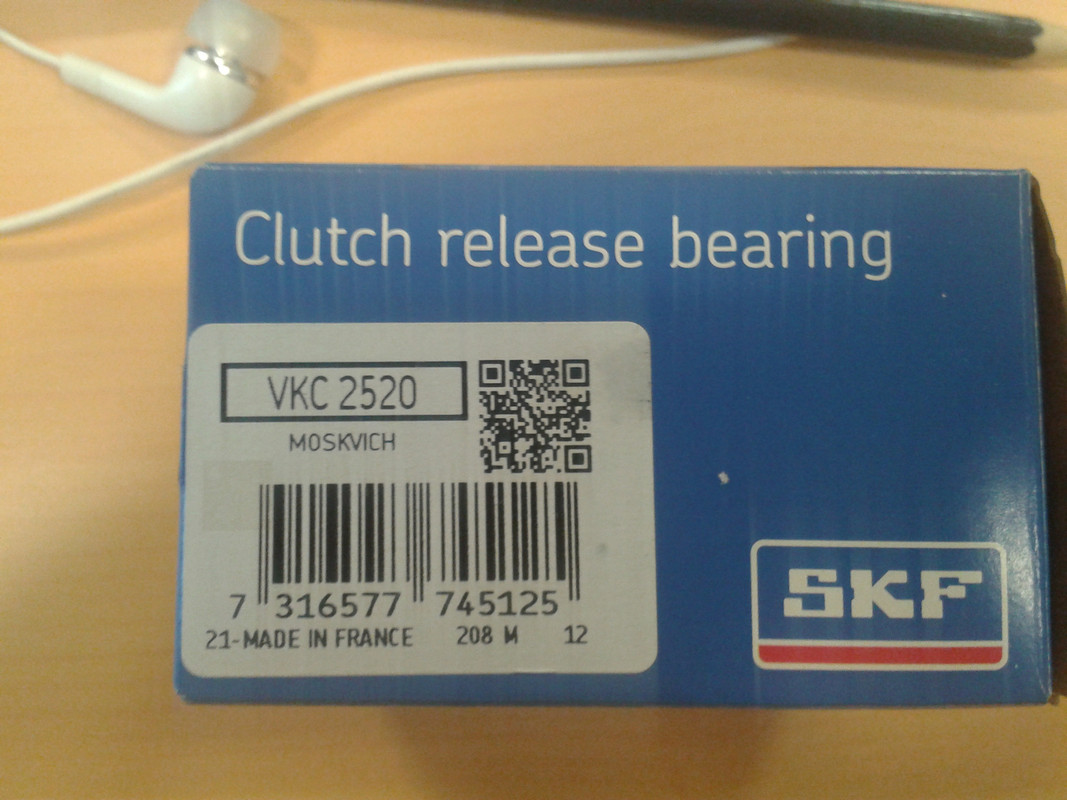 Clutch release bearing
VKC 2520
MOSKVICH
7 316577 745125
21-MADE IN FRANCE 208 M 12
SKF